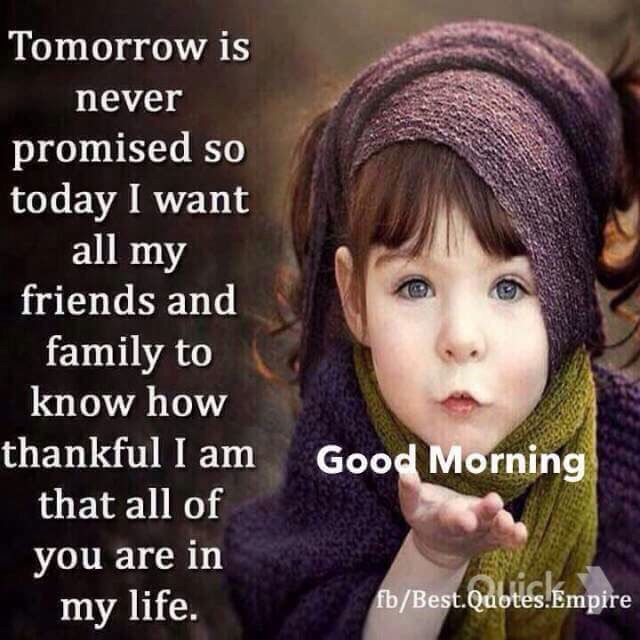 Tomorrow is
never
promised so
today I want
all my
friends and
family to
know how
thankful I am
that all of
you are in
my life.
Good Morning
Quick
fb/Best.Quotes.Empire